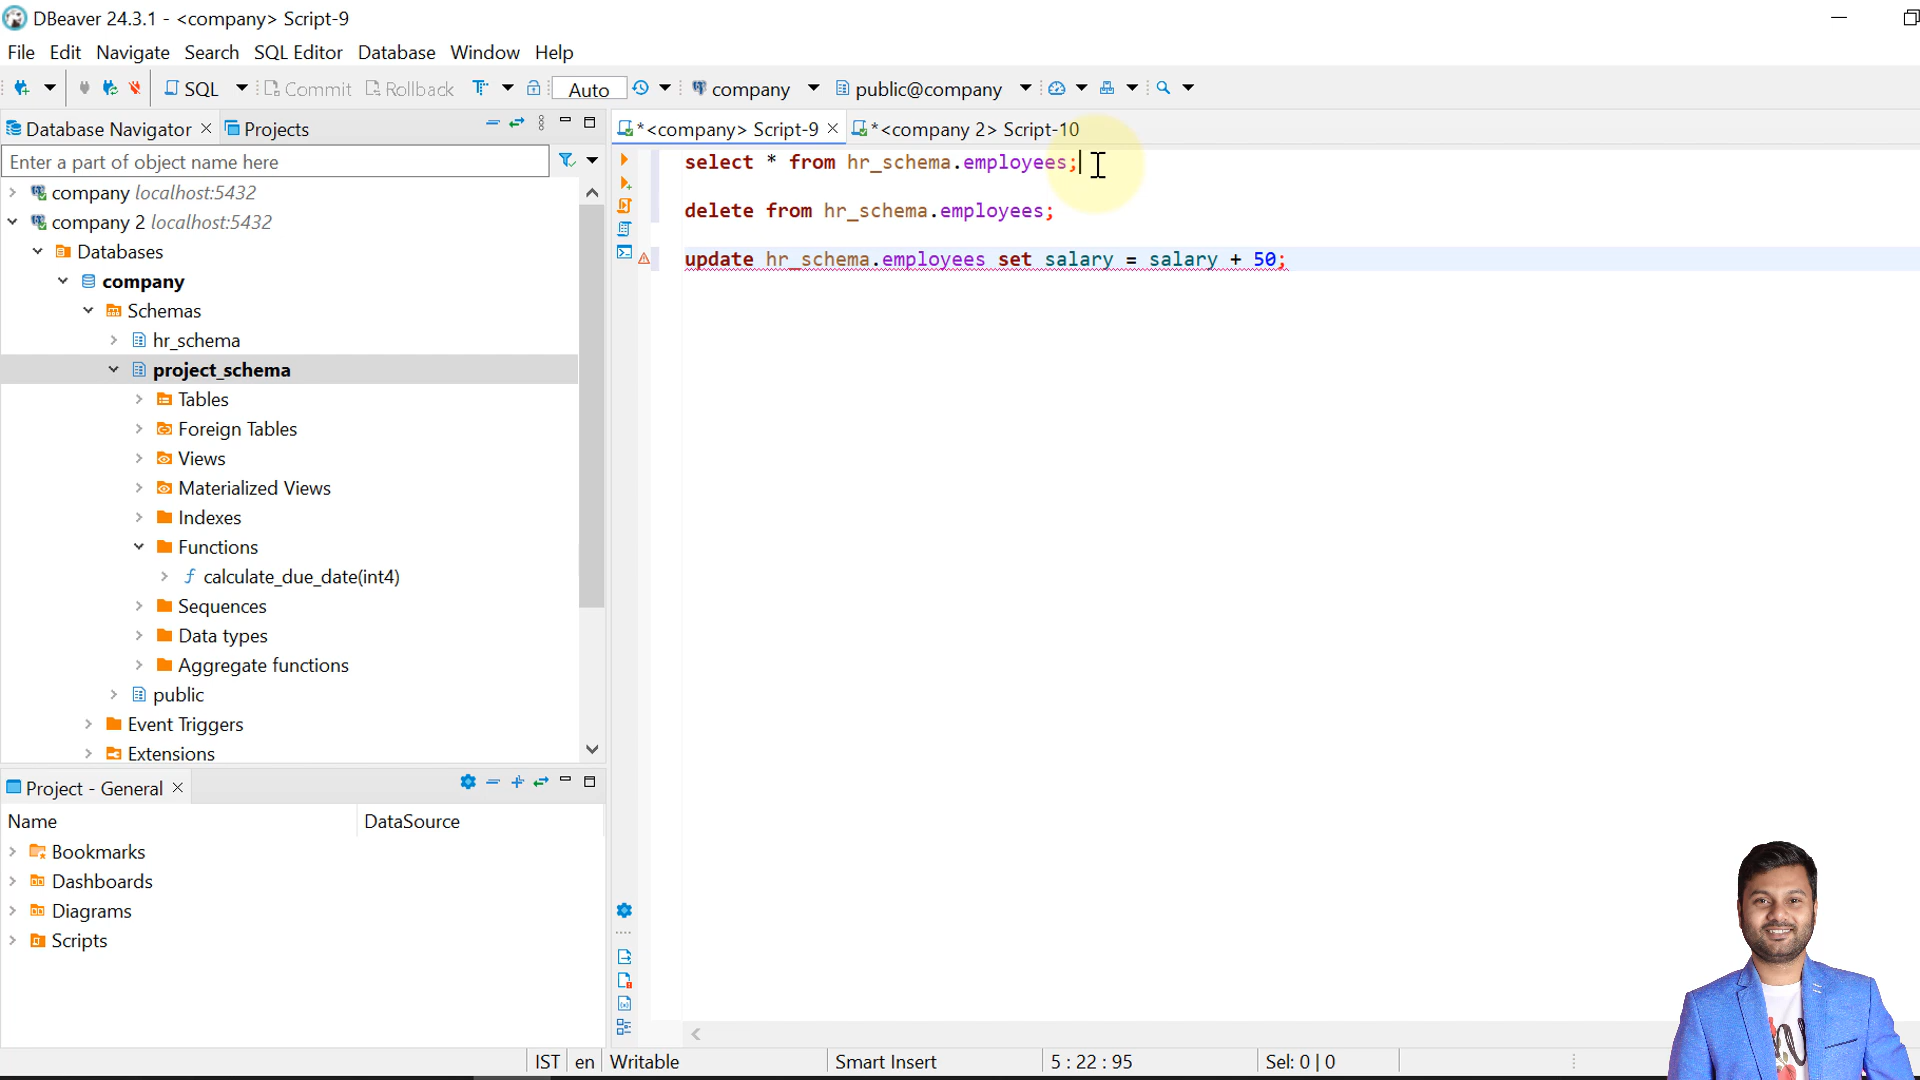 DBeaver 24.3.1 - <company> Script-9
File Edit Navigate Search SQL Editor Database Window Help
SQL Commit Rollback Auto company public@company
Database Navigator Projects
*<company> Script-9 *<company 2> Script-10
Enter a part of object name here
select * from hr_schema.employees;
company localhost:5432
delete from hr_schema.employees;
company 2 localhost:5432
Databases
update hr_schema.employees set salary = salary + 50;
company
Schemas
hr_schema
project_schema
Tables
Foreign Tables
Views
Materialized Views
Indexes
Functions
calculate_due_date(int4)
Sequences
Data types
Aggregate functions
public
Event Triggers
Extensions
Project - General
Name DataSource
Bookmarks
Dashboards
Diagrams
Scripts
IST en Writable Smart Insert 5 : 22 : 95 Sel: 0 | 0